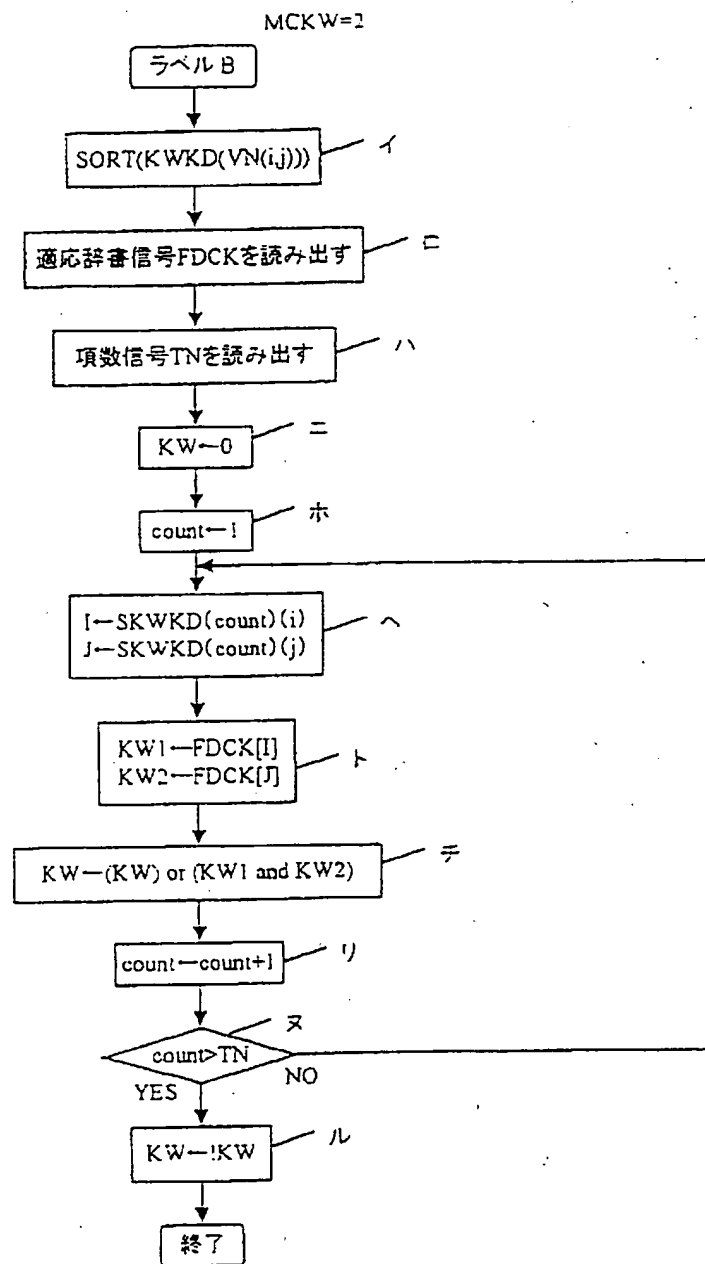 MCKW=2
ラベル B
SORT(KWKD(VN(i,j)))
イ
適応辞書信号FDCKを読み出す
ロ
項数信号TNを読み出す
ハ
KW←0
ニ
count←1
ホ
I←SKWKD(count)(i)
J←SKWKD(count)(j)
ヘ
KW1←FDCK[I]
KW2←FDCK[J]
ト
KW←(KW) or (KW1 and KW2)
チ
count←count+1
リ
count>TN
ヌ
YES
NO
KW←!KW
ル
終了